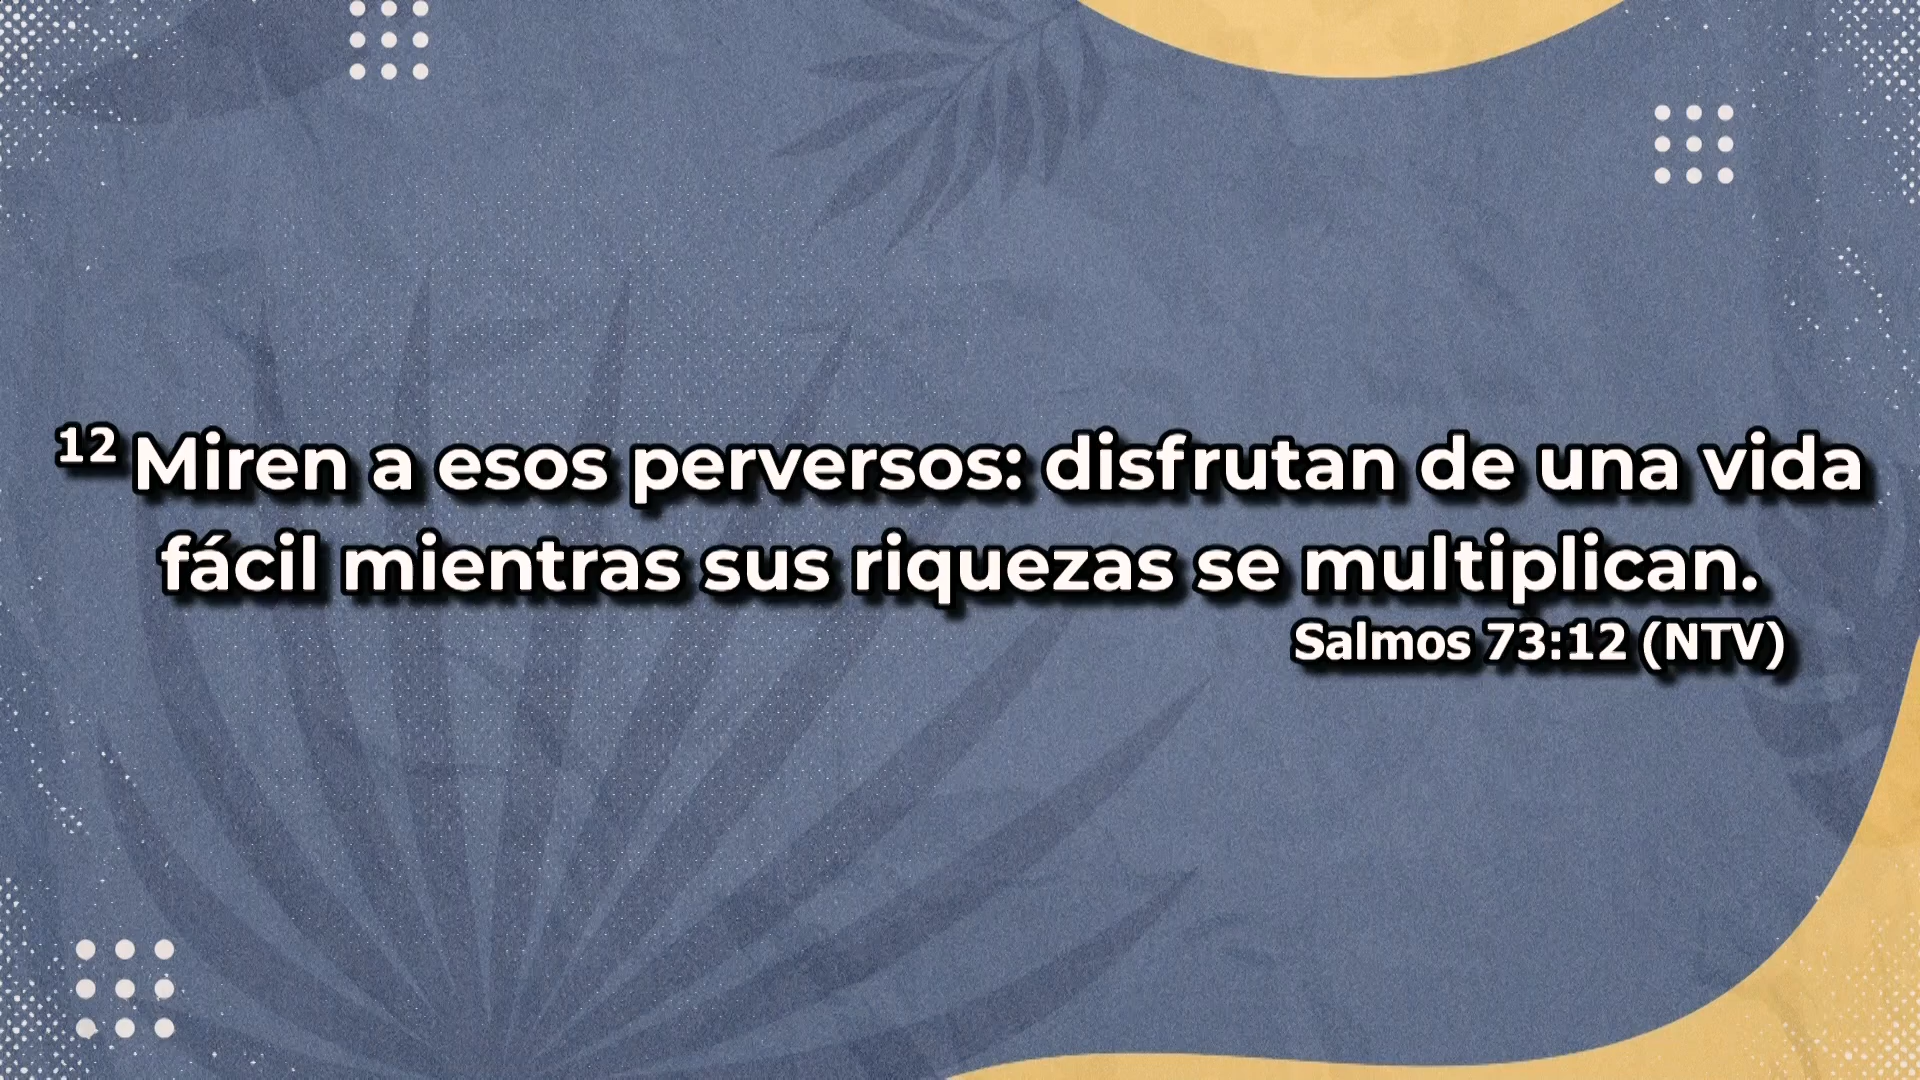 12 Miren a esos perversos: disfrutan de una vida
fácil mientras sus riquezas se multiplican.
Salmos 73:12 (NTV)